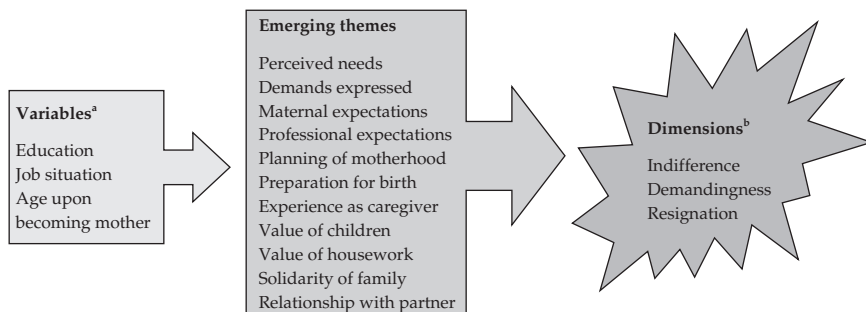 Variablesᵃ
Education
Job situation
Age upon
becoming mother
Emerging themes
Perceived needs
Demands expressed
Maternal expectations
Professional expectations
Planning of motherhood
Preparation for birth
Experience as caregiver
Value of children
Value of housework
Solidarity of family
Relationship with partner
Dimensionsᵇ
Indifference
Demandingness
Resignation